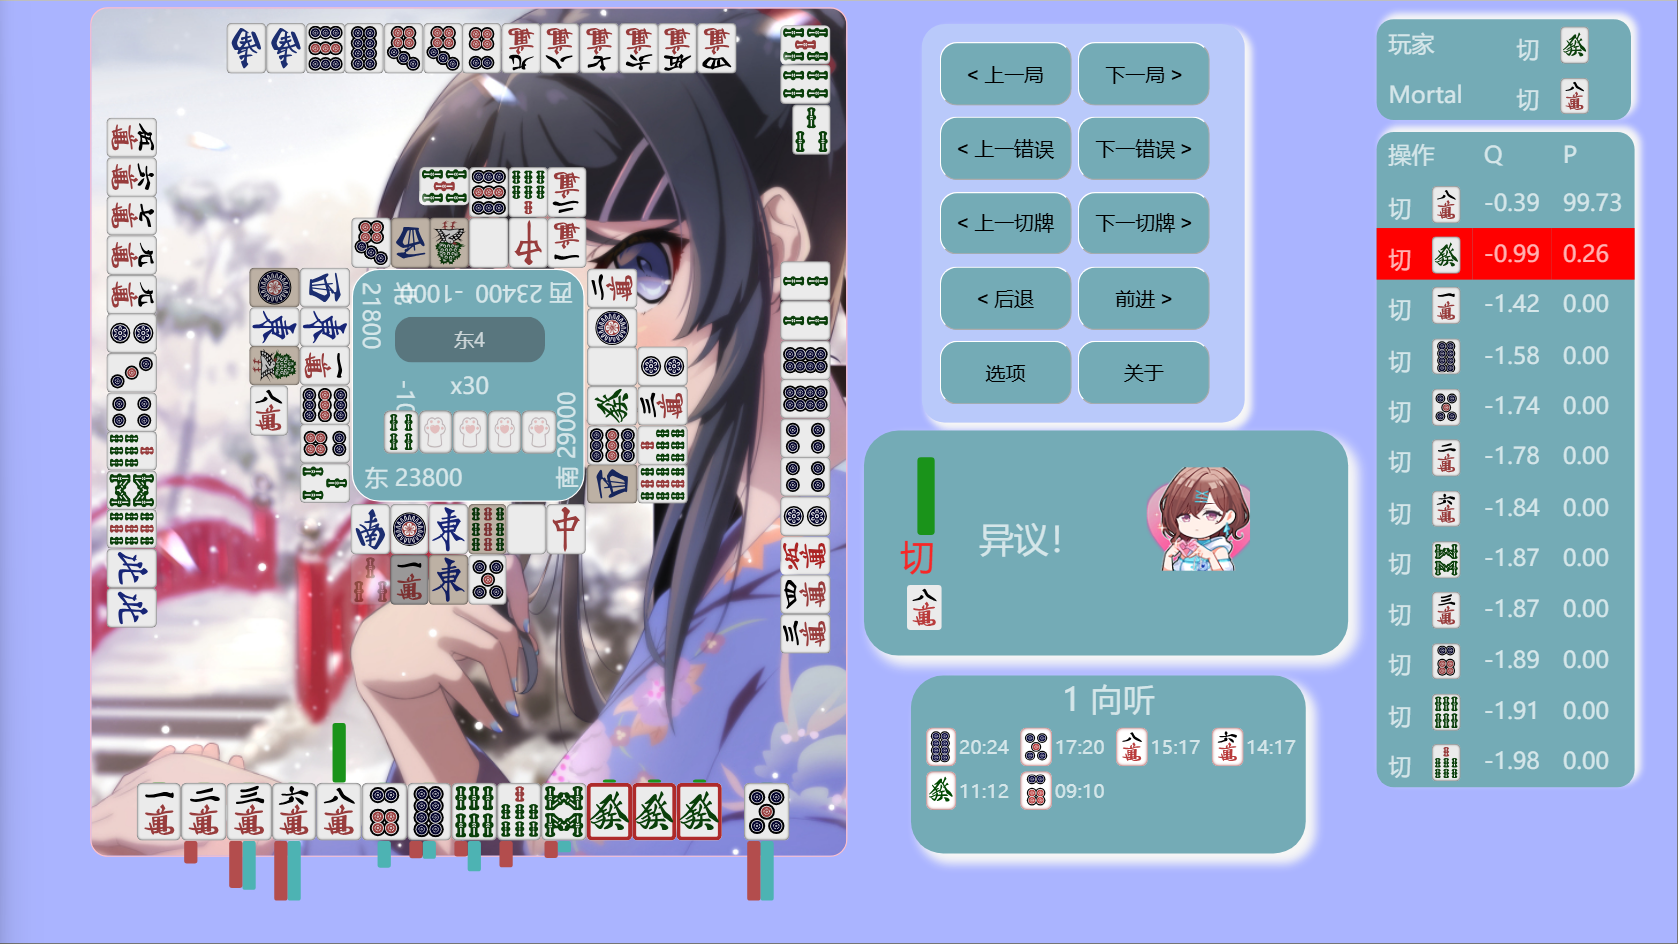 < 上一局
下一局 >
< 上一错误
下一错误 >
< 上一切牌
下一切牌 >
< 后退
前进 >
选项
关于
玩家 切
Mortal 切
操作 Q P
切 -0.39 99.73
切 -0.99 0.26
切 -1.42 0.00
切 -1.58 0.00
切 -1.74 0.00
切 -1.78 0.00
切 -1.84 0.00
切 -1.87 0.00
切 -1.87 0.00
切 -1.89 0.00
切 -1.91 0.00
切 -1.98 0.00
西 23400 -1000
21800
东4
x30
南 29000
东 23800
切
异议!
1 向听
20:24 17:20 15:17 14:17
11:12 09:10